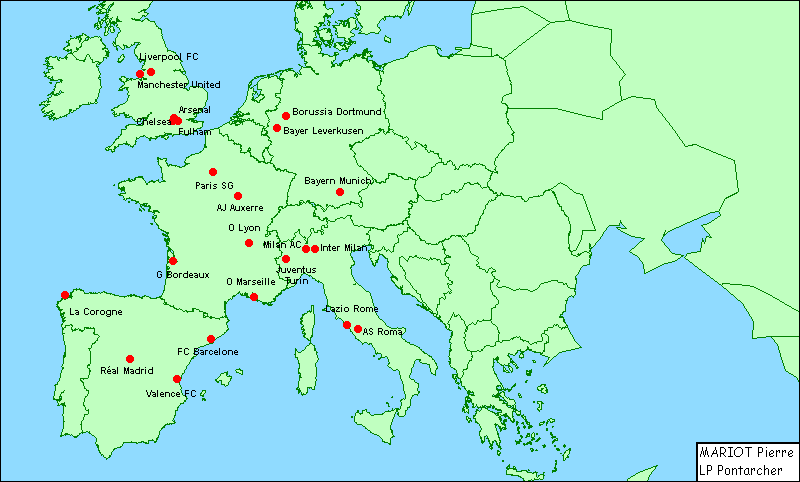 Liverpool FC
Manchester United
Arsenal
Chelsea
Fulham
Borussia Dortmund
Bayer Leverkusen
Paris SG
Bayern Munich
AJ Auxerre
O Lyon
Milan AC
Inter Milan
G Bordeaux
Juventus
Turin
O Marseille
La Corogne
Lazio Rome
AS Roma
FC Barcelone
Réal Madrid
Valence FC
MARIOT Pierre
LP Pontarcher